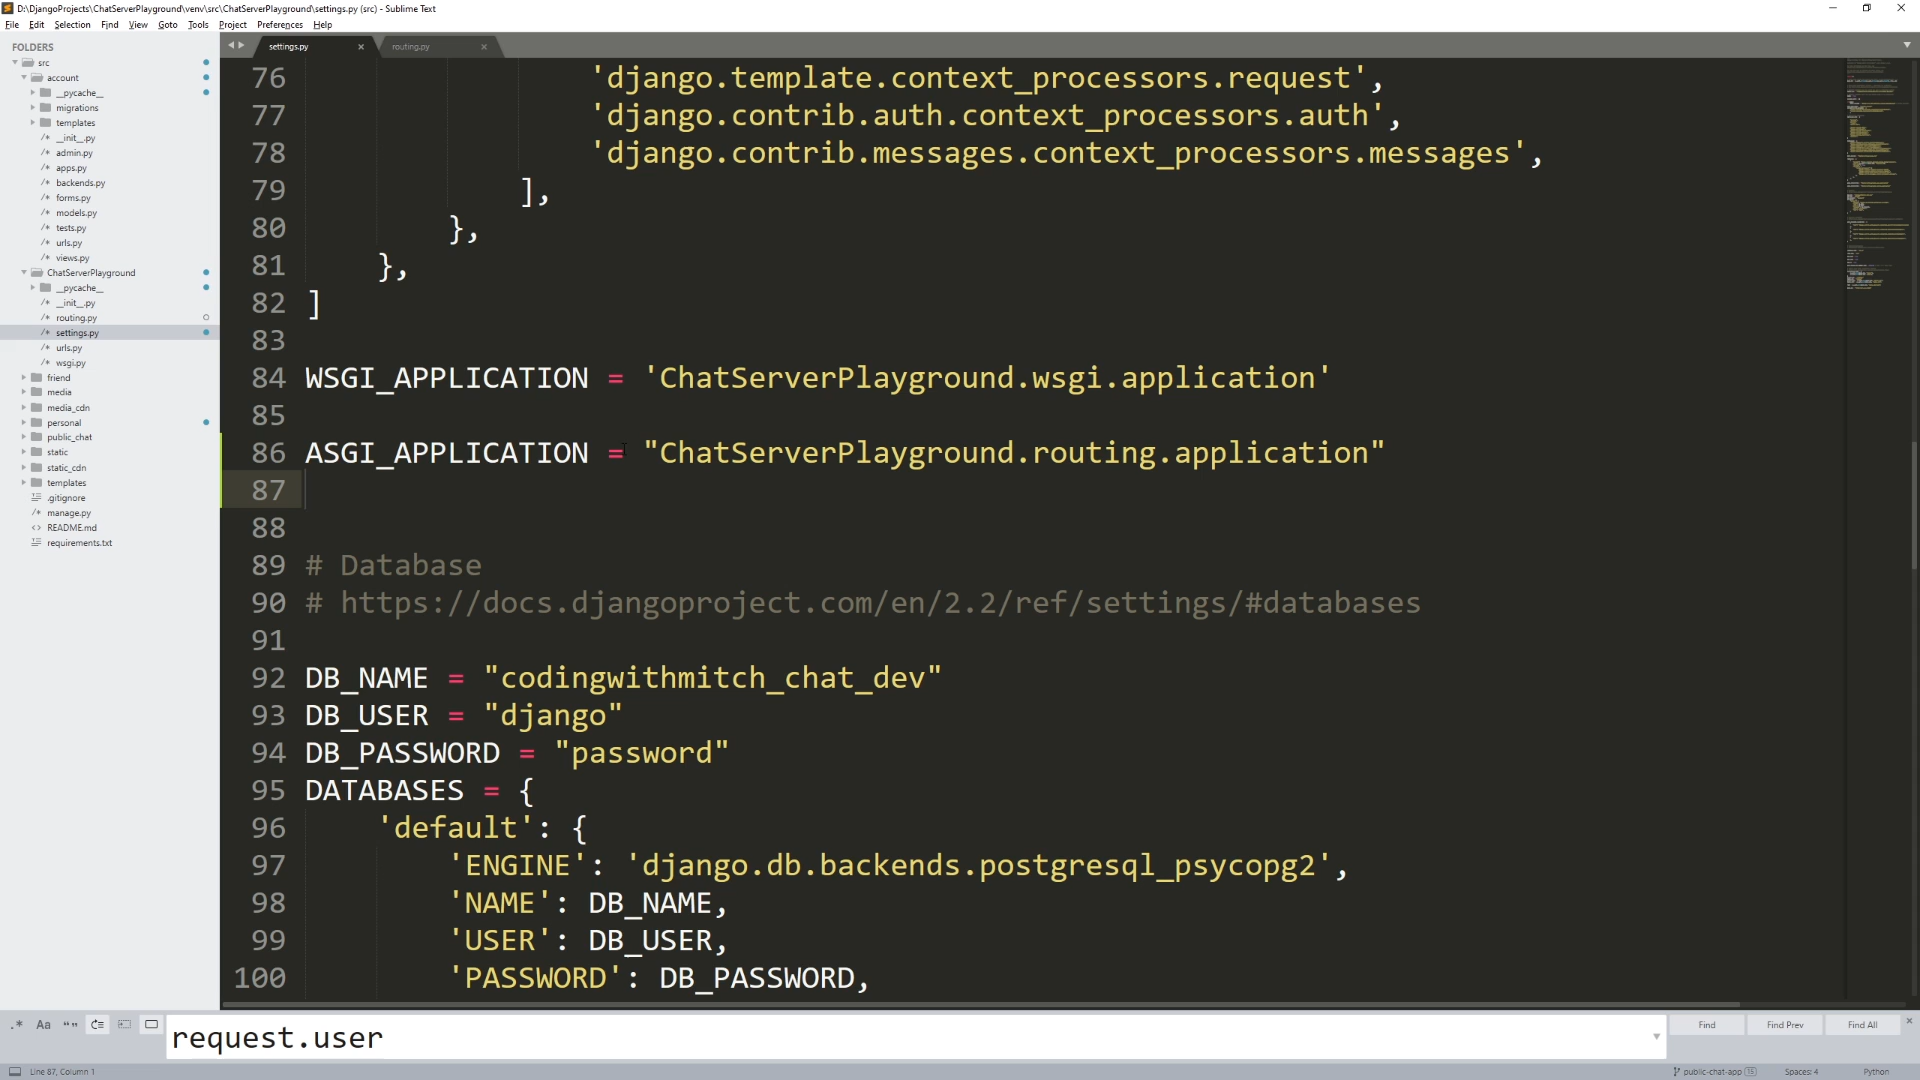 D:\DjangoProjects\ChatServerPlayground\venv\src\ChatServerPlayground\settings.py (src) - Sublime Text
File Edit Selection Find View Goto Tools Project Preferences Help
FOLDERS
src
account
__pycache__
migrations
templates
__init__.py
admin.py
apps.py
backends.py
forms.py
models.py
tests.py
urls.py
views.py
ChatServerPlayground
__pycache__
__init__.py
routing.py
settings.py
urls.py
wsgi.py
friend
media
media_cdn
personal
public_chat
static
static_cdn
templates
.gitignore
manage.py
README.md
requirements.txt
settings.py routing.py
76 'django.template.context_processors.request',
77 'django.contrib.auth.context_processors.auth',
78 'django.contrib.messages.context_processors.messages',
79 ],
80 },
81 },
82 ]
83
84 WSGI_APPLICATION = 'ChatServerPlayground.wsgi.application'
85
86 ASGI_APPLICATION = "ChatServerPlayground.routing.application"
87
88
89 # Database
90 # https://docs.djangoproject.com/en/2.2/ref/settings/#databases
91
92 DB_NAME = "codingwithmitch_chat_dev"
93 DB_USER = "django"
94 DB_PASSWORD = "password"
95 DATABASES = {
96 'default': {
97 'ENGINE': 'django.db.backends.postgresql_psycopg2',
98 'NAME': DB_NAME,
99 'USER': DB_USER,
100 'PASSWORD': DB_PASSWORD,
.* Aa “” request.user Find Find Prev Find All
Line 87, Column 1 public-chat-app 15 Spaces: 4 Python